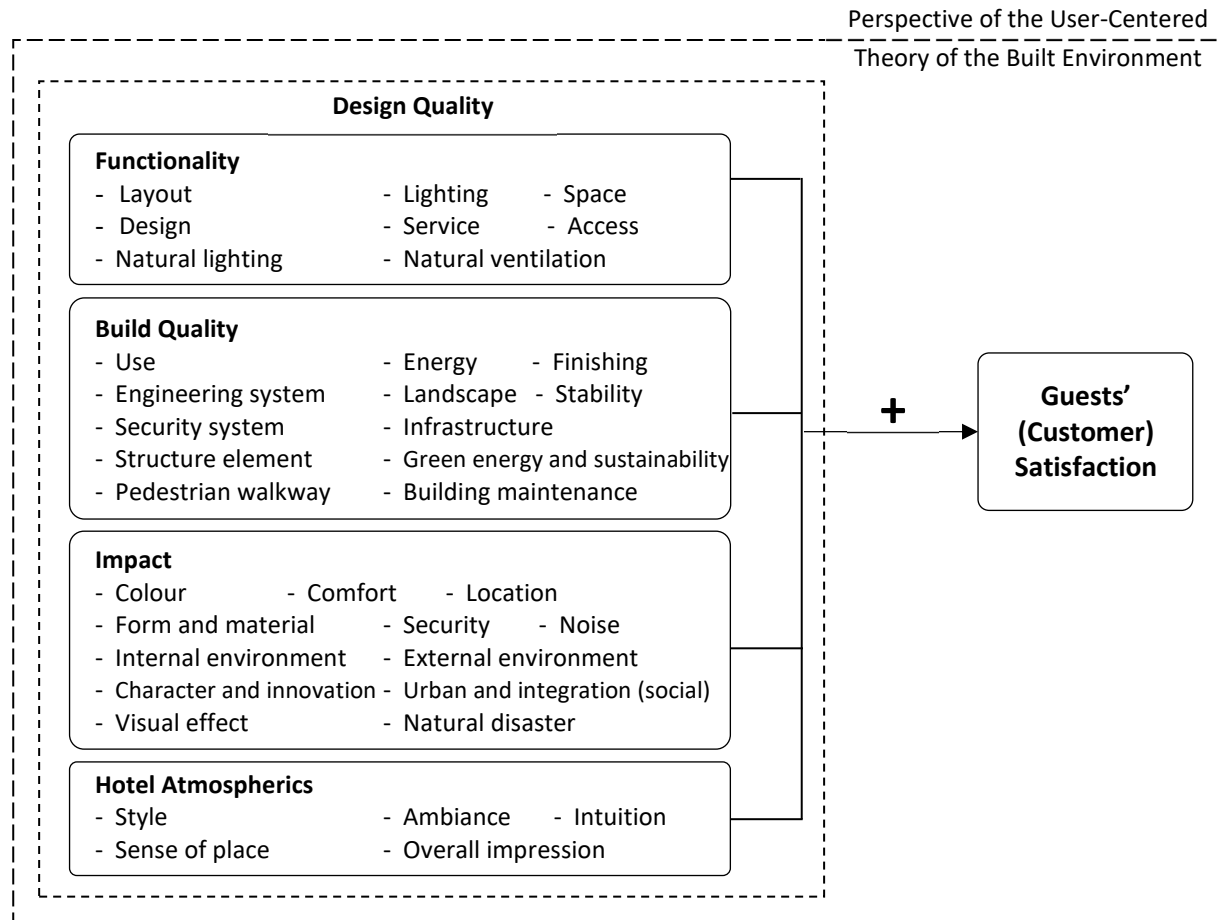 Perspective of the User-Centered
Theory of the Built Environment
Design Quality
Functionality
- Layout - Lighting - Space
- Design - Service - Access
- Natural lighting - Natural ventilation
Build Quality
- Use - Energy - Finishing
- Engineering system - Landscape - Stability
- Security system - Infrastructure
- Structure element - Green energy and sustainability
- Pedestrian walkway - Building maintenance
Impact
- Colour - Comfort - Location
- Form and material - Security - Noise
- Internal environment - External environment
- Character and innovation - Urban and integration (social)
- Visual effect - Natural disaster
Hotel Atmospherics
- Style - Ambiance - Intuition
- Sense of place - Overall impression
+
Guests'
(Customer)
Satisfaction